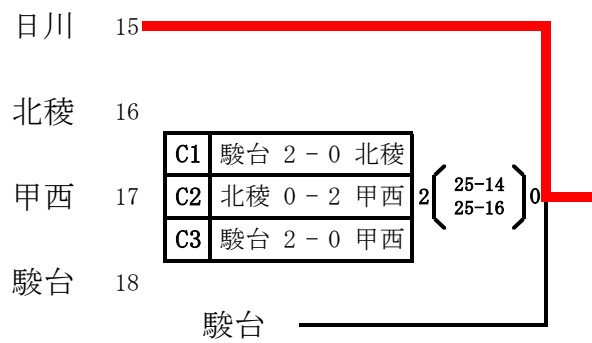 日川 15
北稜 16
C1 駿台 2－0 北稜
甲西 17
C2 北稜 0－2 甲西
2 ( 25-14 25-16 ) 0
C3 駿台 2－0 甲西
駿台 18
駿台